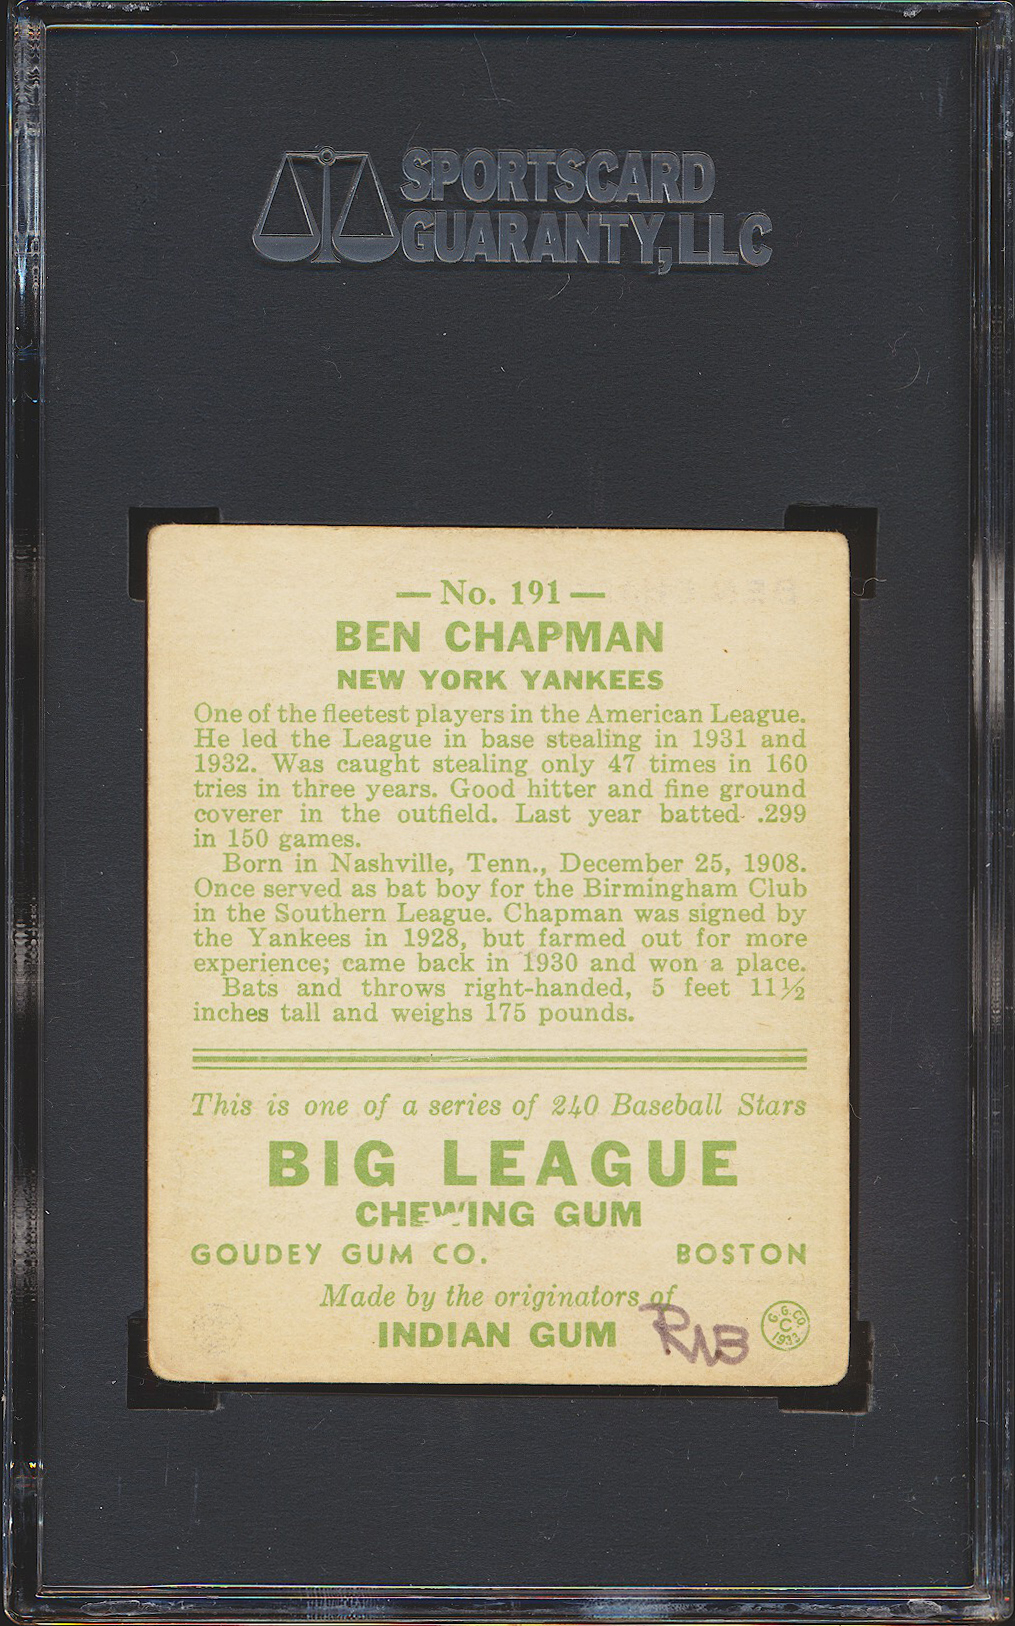 SPORTSCARD
GUARANTY, LLC
— No. 191 —
BEN CHAPMAN
NEW YORK YANKEES
One of the fleetest players in the American League.
He led the League in base stealing in 1931 and
1932. Was caught stealing only 47 times in 160
tries in three years. Good hitter and fine ground
coverer in the outfield. Last year batted .299
in 150 games.
Born in Nashville, Tenn., December 25, 1908.
Once served as bat boy for the Birmingham Club
in the Southern League. Chapman was signed by
the Yankees in 1928, but farmed out for more
experience; came back in 1930 and won a place.
Bats and throws right-handed, 5 feet 11½
inches tall and weighs 175 pounds.
This is one of a series of 240 Baseball Stars
BIG LEAGUE
CHEWING GUM
GOUDEY GUM CO. BOSTON
Made by the originators of
INDIAN GUM
RWB
G. G. CO.
C
1933